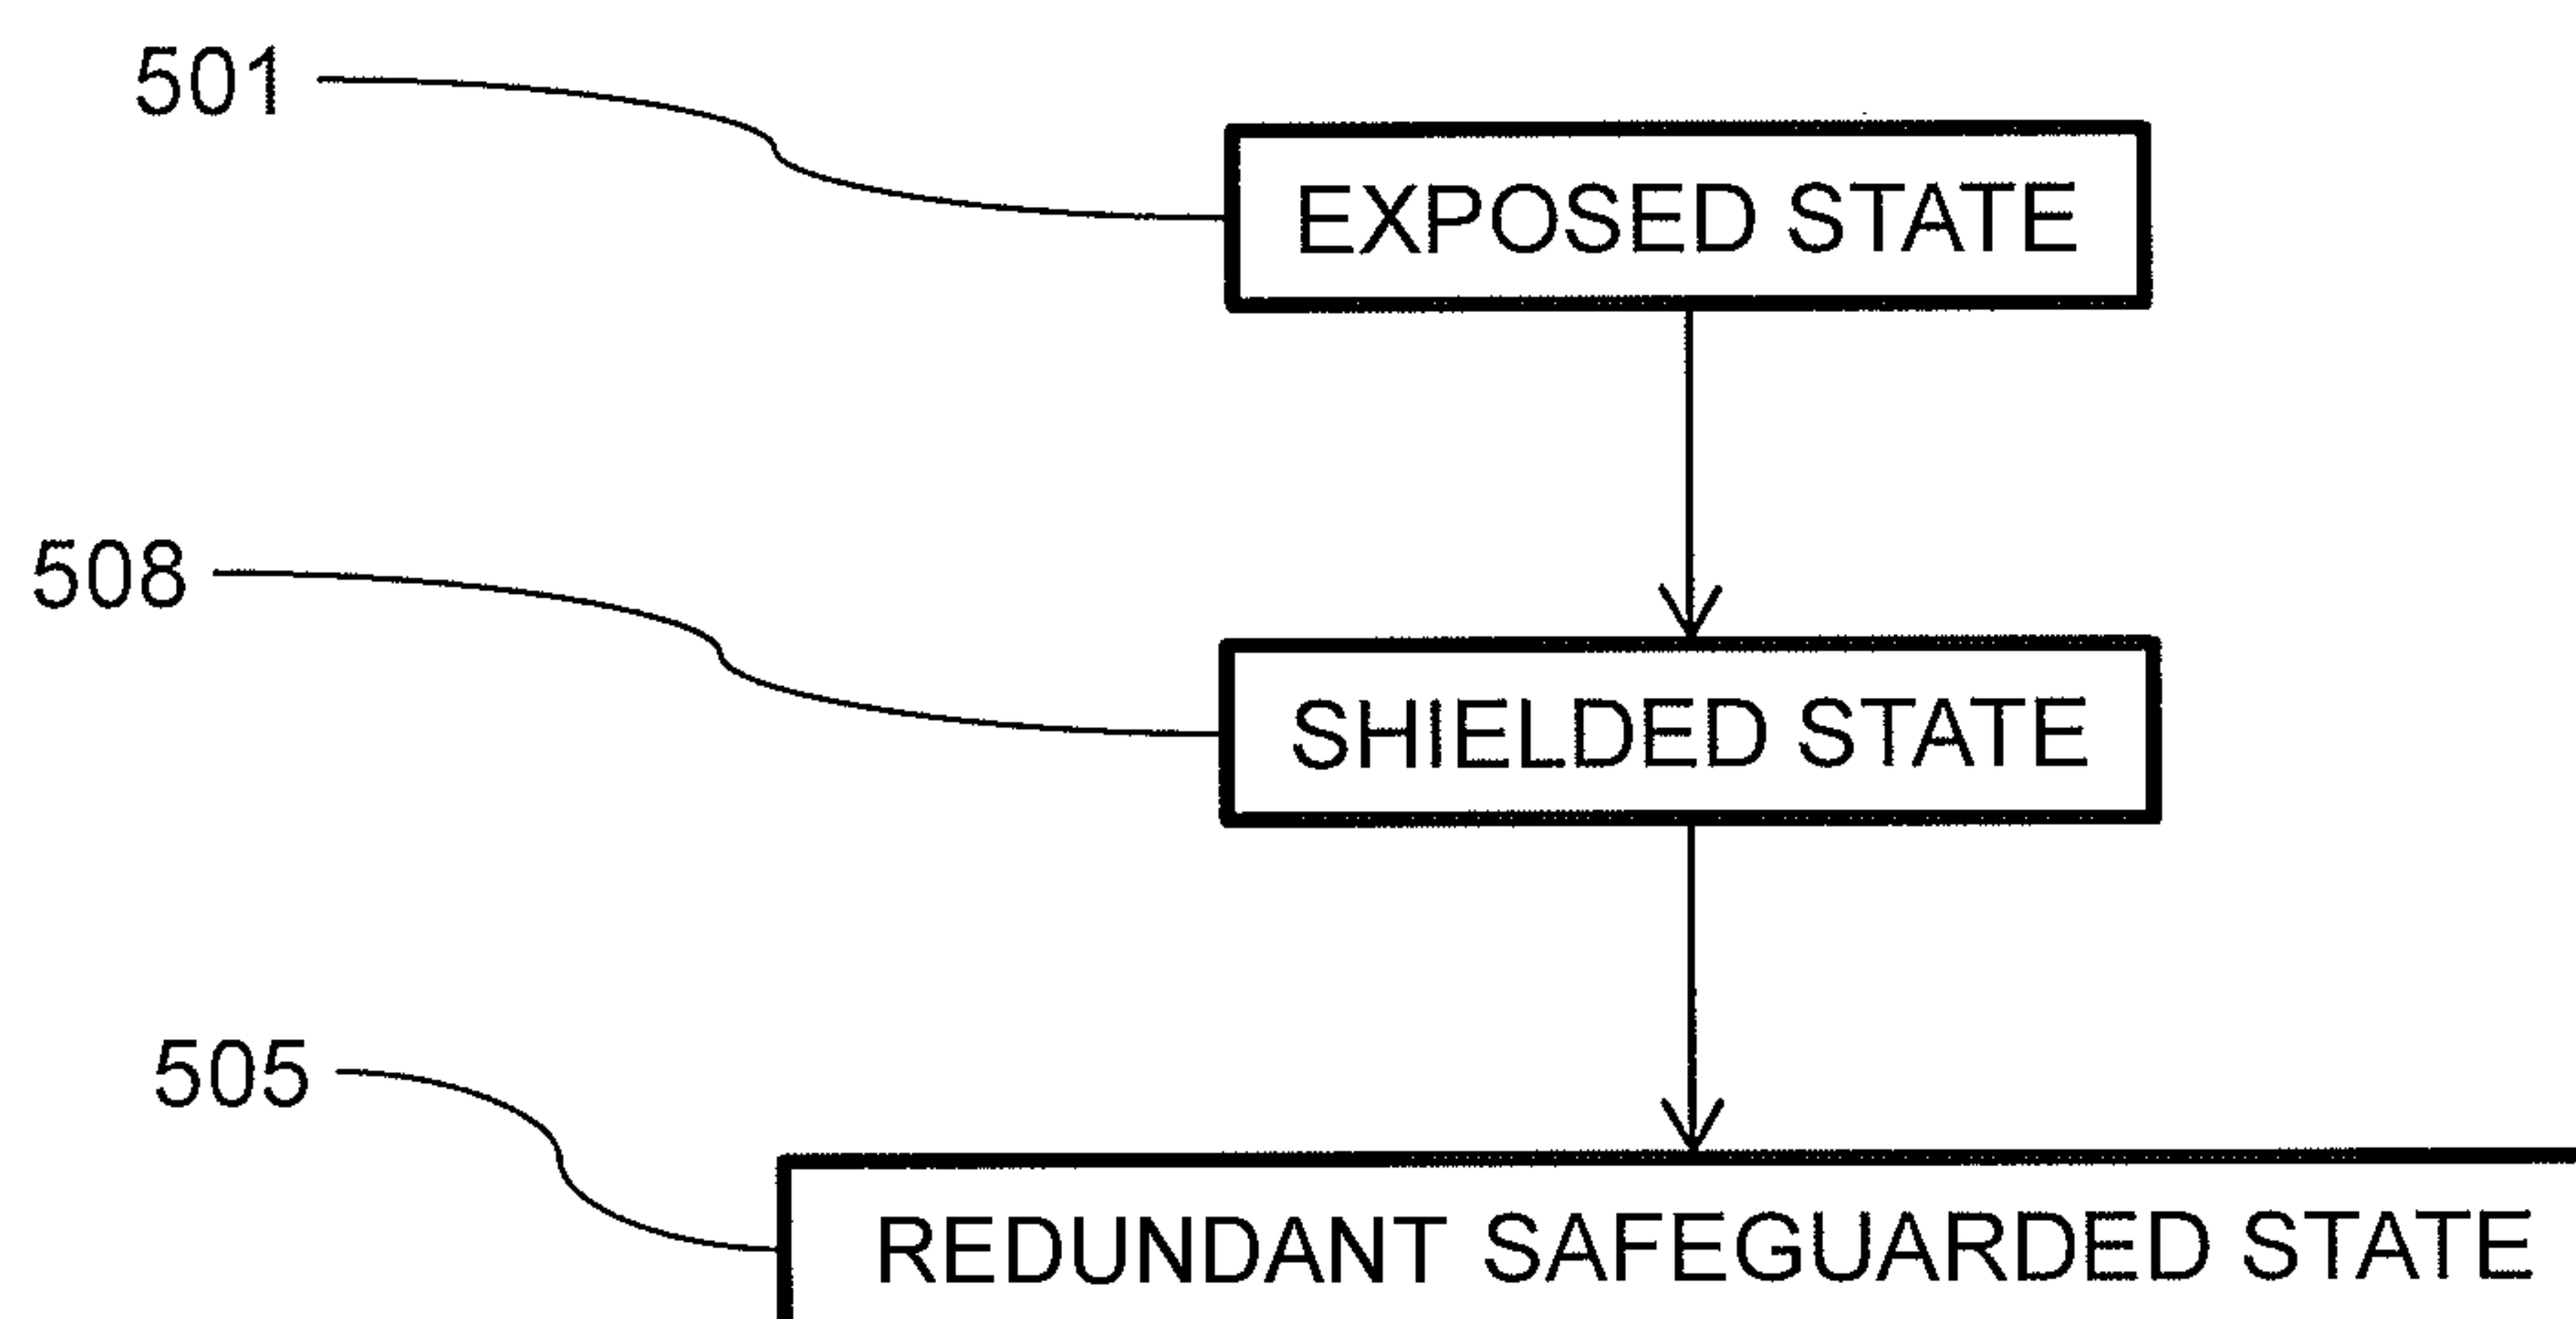 501
EXPOSED STATE
508
SHIELDED STATE
505
REDUNDANT SAFEGUARDED STATE